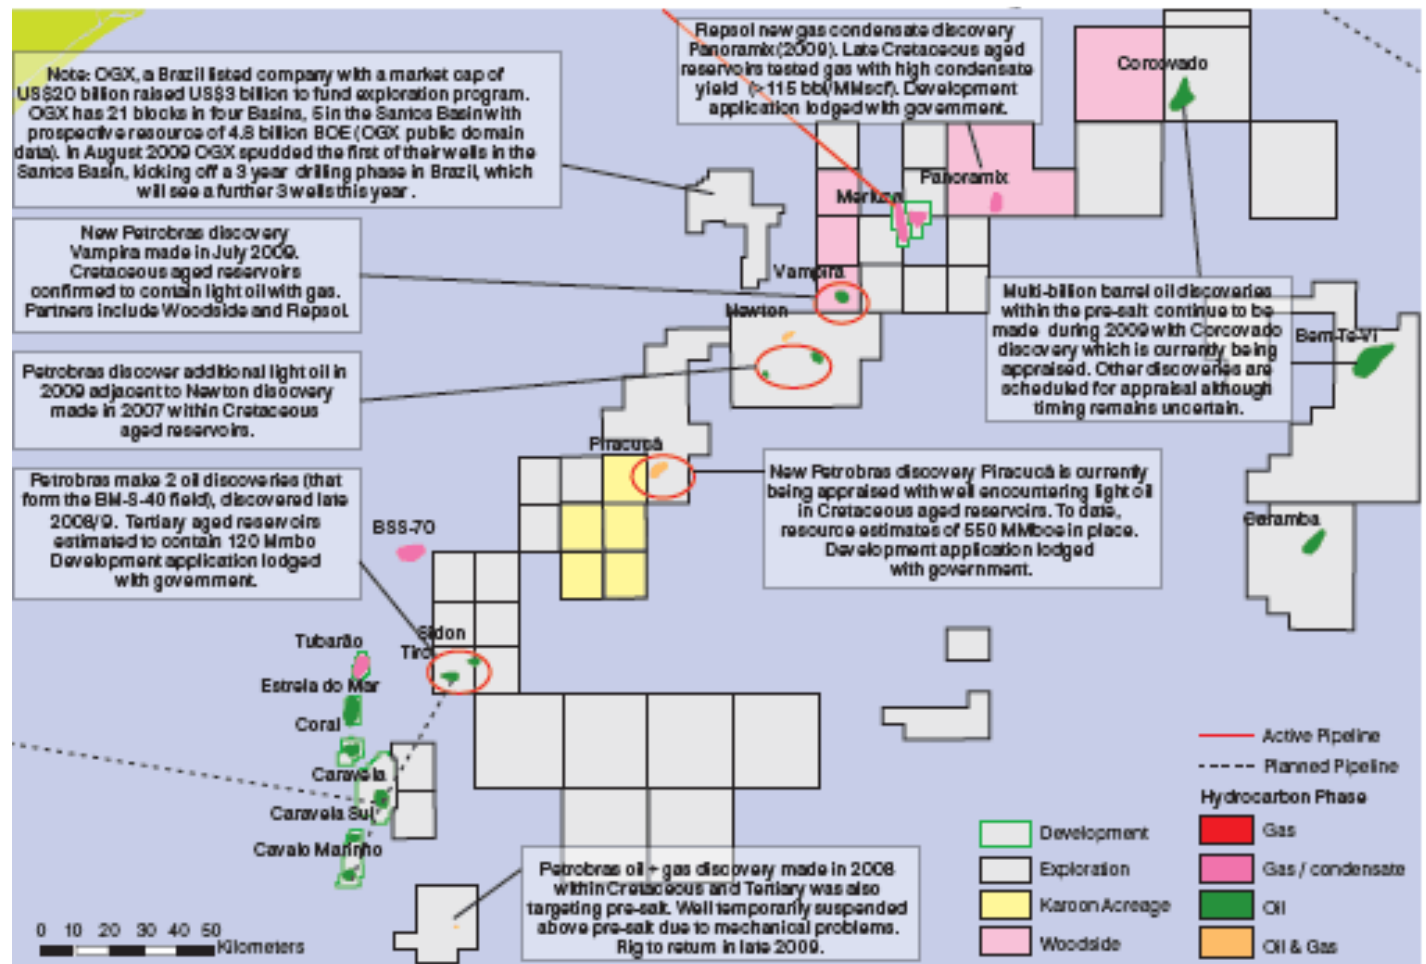 Note: OGX, a Brazil listed company with a market cap of
US$20 billion raised US$3 billion to fund exploration program.
OGX has 21 blocks in four Basins, 5 in the Santos Basin with
prospective resource of 4.8 billion BOE (OGX public domain
data). In August 2009 OGX spudded the first of their wells in the
Santos Basin, kicking off a 3 year drilling phase in Brazil, which
will see a further 3 wells this year.
Repsol new gas condensate discovery
Panoramix (2009). Late Cretaceous aged
reservoirs tested gas with high condensate
yield (>115 bbl/MMscf). Development
application lodged with government.
Corcovado
Panoramix
Merluza
New Petrobras discovery
Vampira made in July 2009.
Cretaceous aged reservoirs
confirmed to contain light oil with gas.
Partners include Woodside and Repsol.
Vampira
Newton
Multi-billion barrel oil discoveries
within the pre-salt continue to be
made during 2009 with Corcovado
discovery which is currently being
appraised. Other discoveries are
scheduled for appraisal although
timing remains uncertain.
Bem-Te-Vi
Petrobras discover additional light oil in
2009 adjacent to Newton discovery
made in 2007 within Cretaceous
aged reservoirs.
Piracucá
New Petrobras discovery Piracucá is currently
being appraised with well encountering light oil
in Cretaceous aged reservoirs. To date,
resource estimates of 550 MMboe in place.
Development application lodged
with government.
Petrobras make 2 oil discoveries (that
form the BM-S-40 field), discovered late
2008/9. Tertiary aged reservoirs
estimated to contain 120 Mmbo
Development application lodged
with government.
BSS-70
Caramba
Sidon
Tiro
Tubarão
Estrela do Mar
Coral
Caravela
Caravela Sul
Cavalo Marinho
Petrobras oil + gas discovery made in 2008
within Cretaceous and Tertiary was also
targeting pre-salt. Well temporarily suspended
above pre-salt due to mechanical problems.
Rig to return in late 2009.
0 10 20 30 40 50
Kilometers
Active Pipeline
Planned Pipeline
Hydrocarbon Phase
Gas
Gas / condensate
Oil
Oil & Gas
Development
Exploration
Karoon Acreage
Woodside